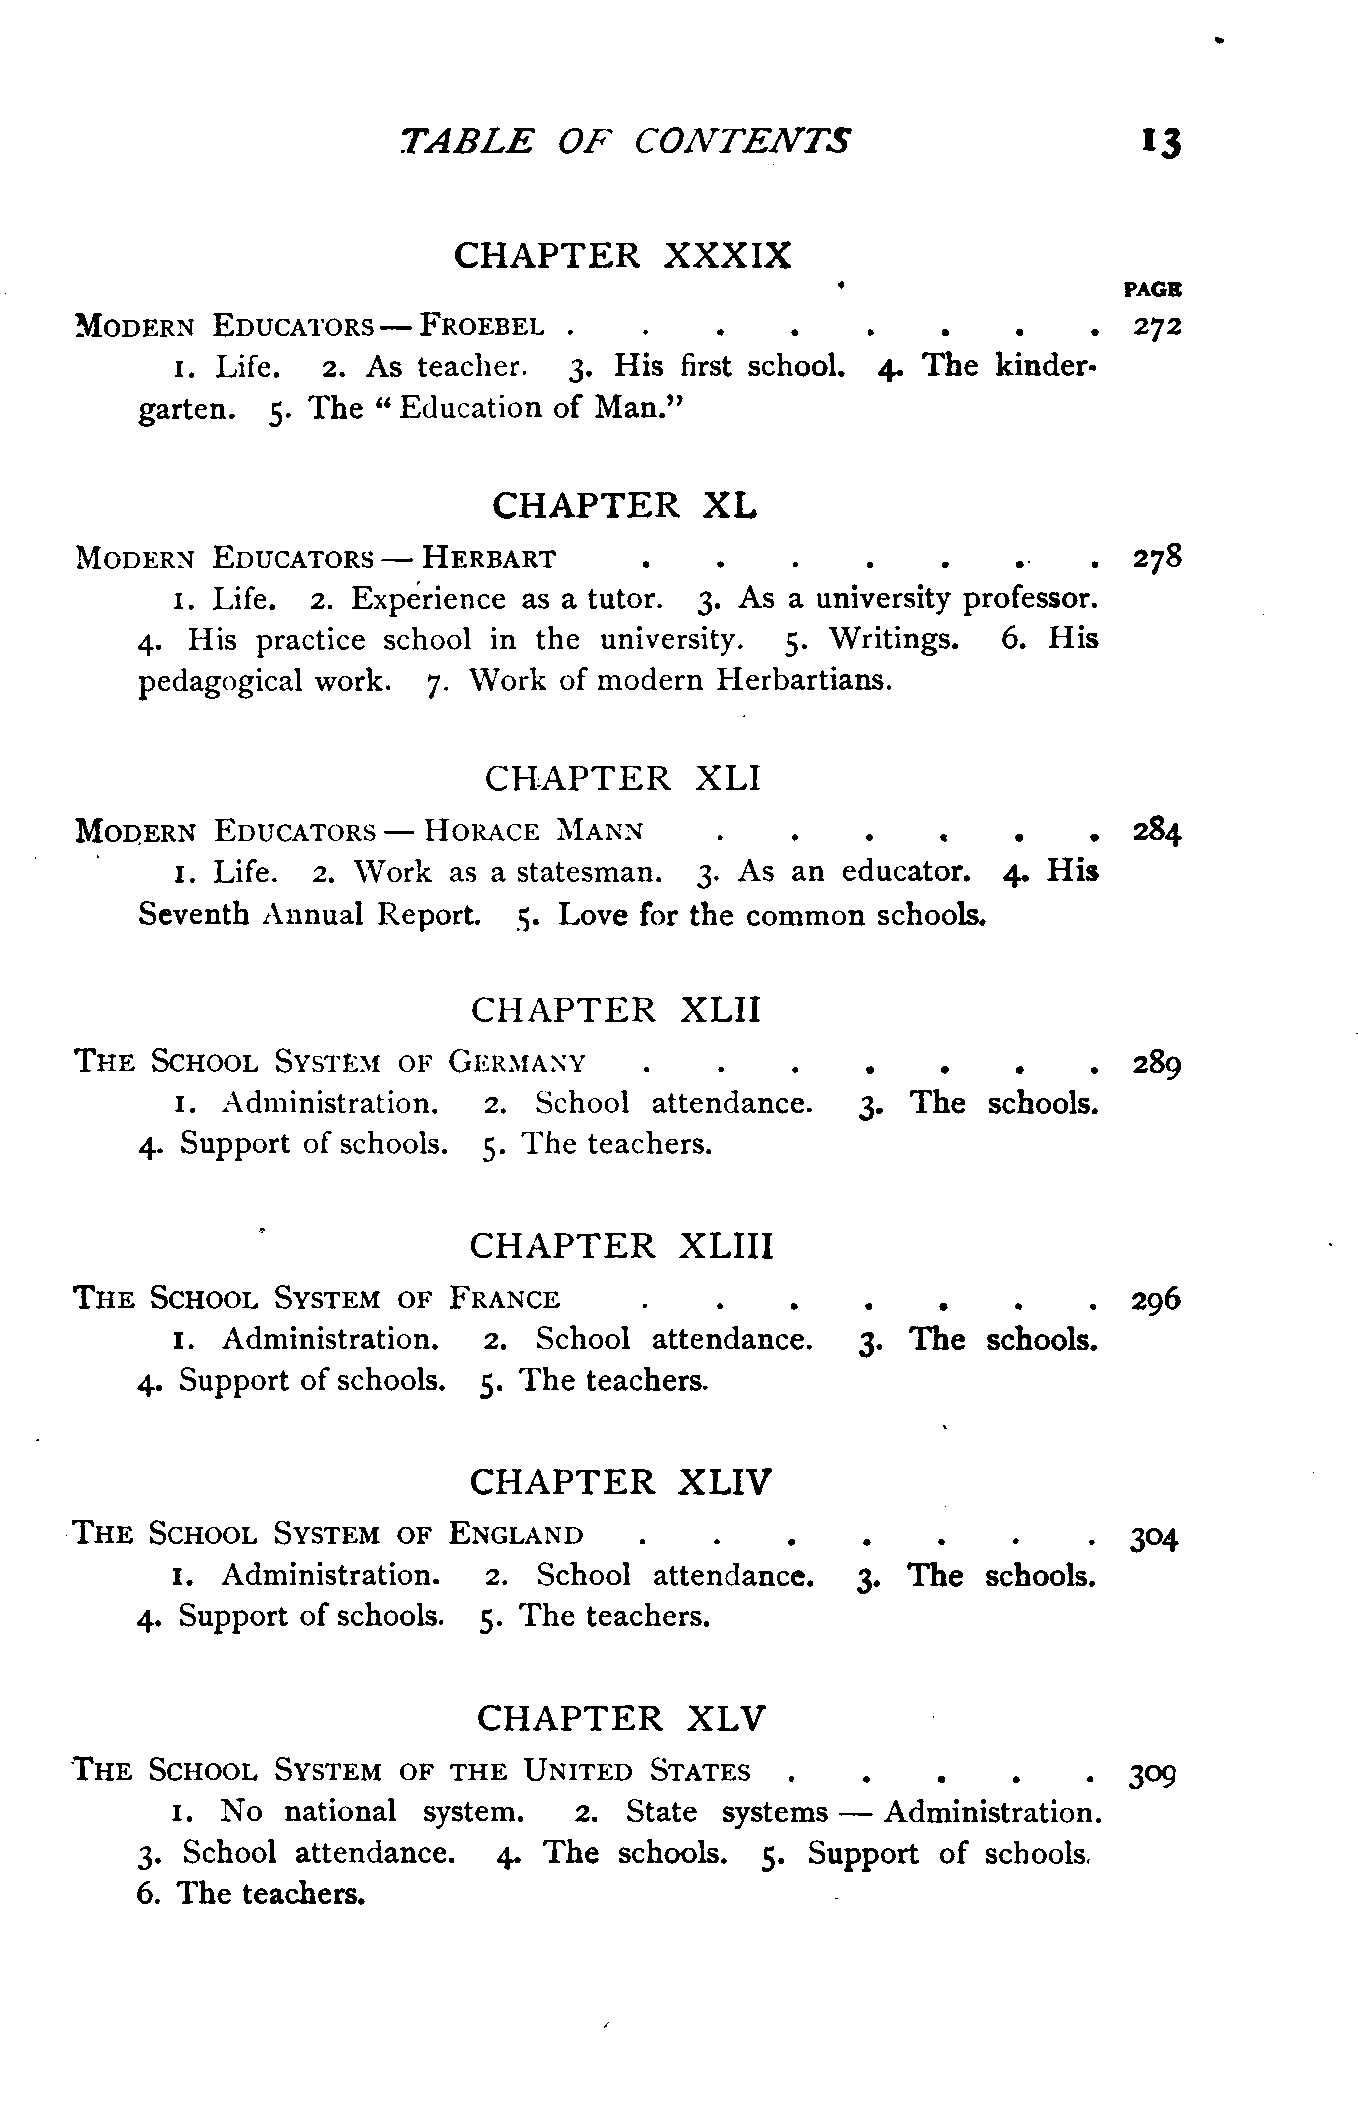 TABLE OF CONTENTS 13
CHAPTER XXXIX
PAGE
MODERN EDUCATORS — FROEBEL . . . . . . . . 272
1. Life. 2. As teacher. 3. His first school. 4. The kinder-
garten. 5. The “Education of Man.”
CHAPTER XL
MODERN EDUCATORS — HERBART . . . . . . . 278
1. Life. 2. Experience as a tutor. 3. As a university professor.
4. His practice school in the university. 5. Writings. 6. His
pedagogical work. 7. Work of modern Herbartians.
CHAPTER XLI
MODERN EDUCATORS — HORACE MANN . . . . . . 284
1. Life. 2. Work as a statesman. 3. As an educator. 4. His
Seventh Annual Report. 5. Love for the common schools.
CHAPTER XLII
THE SCHOOL SYSTEM OF GERMANY . . . . . . . 289
1. Administration. 2. School attendance. 3. The schools.
4. Support of schools. 5. The teachers.
CHAPTER XLIII
THE SCHOOL SYSTEM OF FRANCE . . . . . . . 296
1. Administration. 2. School attendance. 3. The schools.
4. Support of schools. 5. The teachers.
CHAPTER XLIV
THE SCHOOL SYSTEM OF ENGLAND . . . . . . . 304
1. Administration. 2. School attendance. 3. The schools.
4. Support of schools. 5. The teachers.
CHAPTER XLV
THE SCHOOL SYSTEM OF THE UNITED STATES . . . . . 309
1. No national system. 2. State systems — Administration.
3. School attendance. 4. The schools. 5. Support of schools.
6. The teachers.